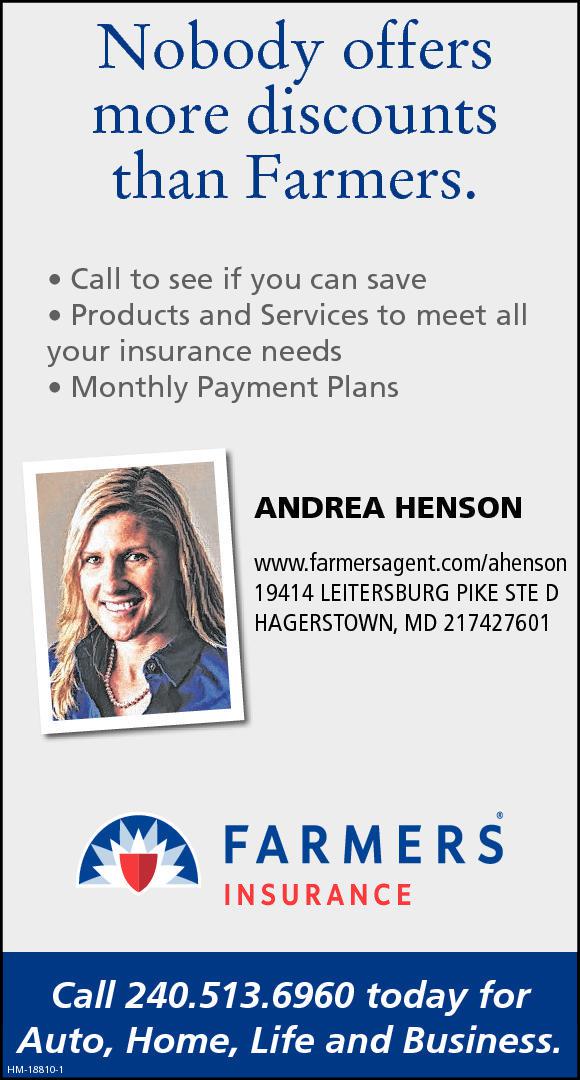 Nobody offers
more discounts
than Farmers.
• Call to see if you can save
• Products and Services to meet all
your insurance needs
• Monthly Payment Plans
ANDREA HENSON
www.farmersagent.com/ahenson
19414 LEITERSBURG PIKE STE D
HAGERSTOWN, MD 217427601
FARMERS®
INSURANCE
Call 240.513.6960 today for
Auto, Home, Life and Business.
HM-18810-1